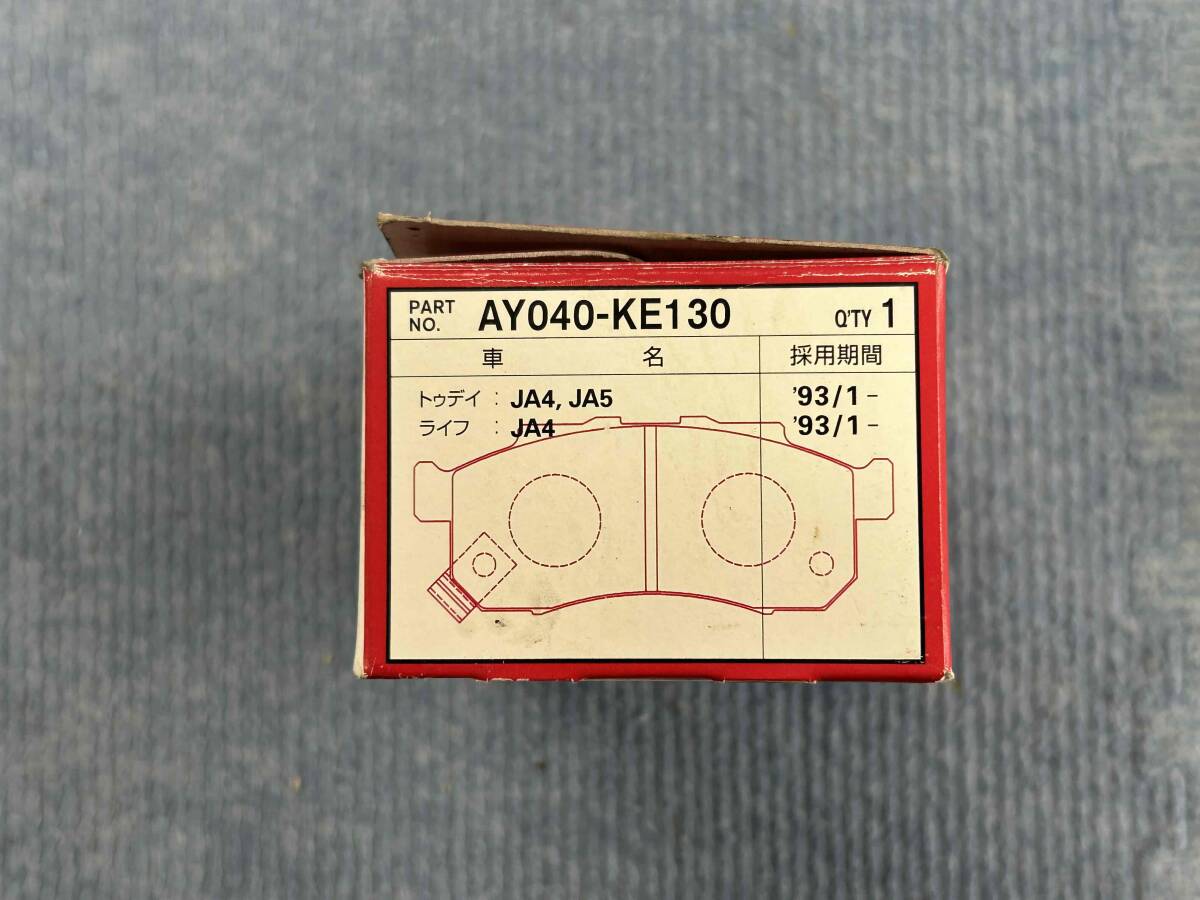 PART NO. AY040-KE130 Q'TY 1
車名 採用期間
トゥデイ : JA4, JA5 '93/1 -
ライフ : JA4 '93/1 -